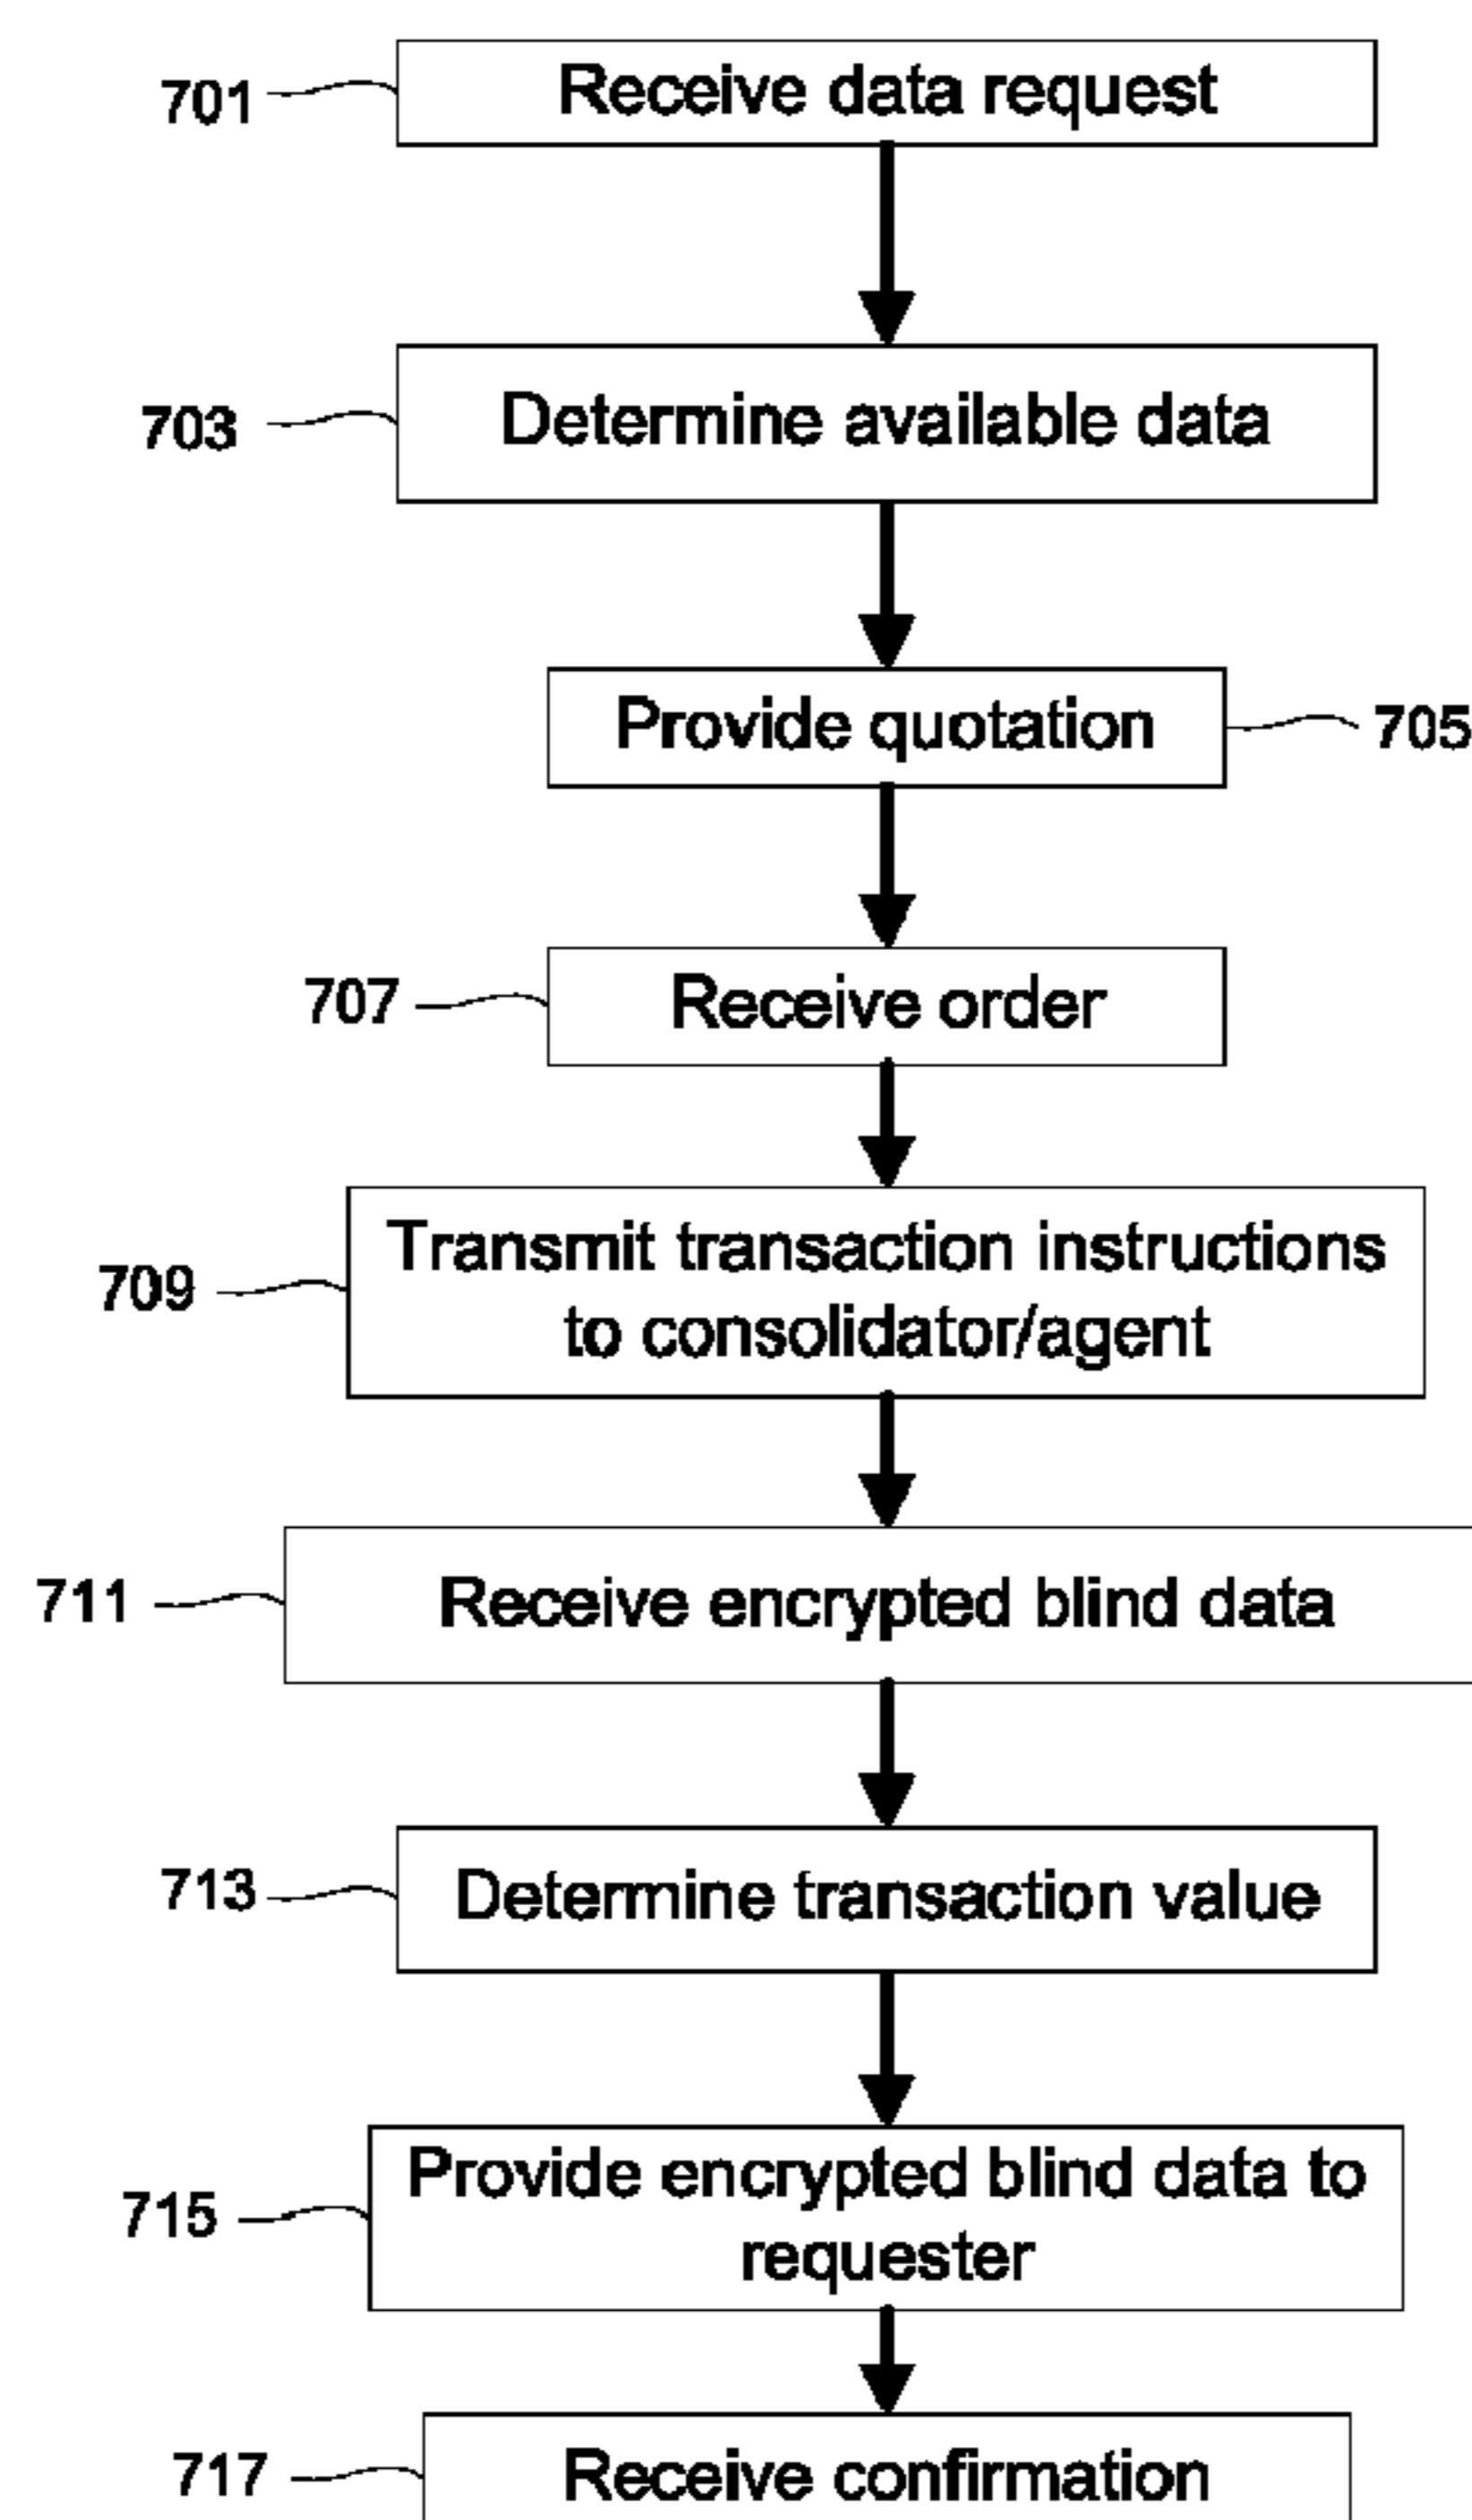 701 Receive data request
703 Determine available data
Provide quotation 705
707 Receive order
Transmit transaction instructions
709
to consolidator/agent
711 Receive encrypted blind data
713 Determine transaction value
Provide encrypted blind data to
715
requester
717 Receive confirmation